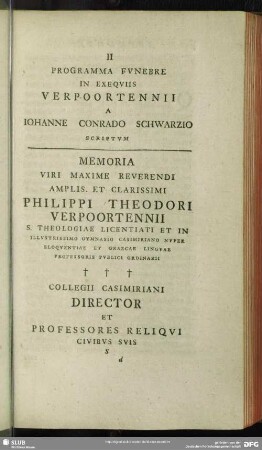 II
PROGRAMMA FVNEBRE
IN EXEQVIIS
VERPOORTENNII
A
IOHANNE CONRADO SCHWARZIO
SCRIPTVM
MEMORIA
VIRI MAXIME REVERENDI
AMPLIS. ET CLARISSIMI
PHILIPPI THEODORI
VERPOORTENNII
S. THEOLOGIAE LICENTIATI ET IN
ILLVSTRISSIMO GYMNASIO CASIMIRIANO NVPER
ELOQVENTIAE ET GRAECAE LINGVAE
PROFESSORIS PVBLICI ORDINARII
† † †
COLLEGII CASIMIRIANI
DIRECTOR
ET
PROFESSORES RELIQVI
CIVIBVS SVIS
SLUB
DFG